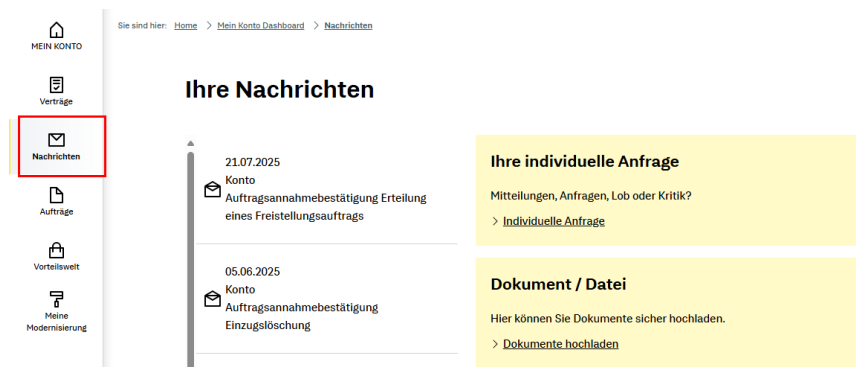 Sie sind hier: Home > Mein Konto Dashboard > Nachrichten
MEIN KONTO
Verträge
Nachrichten
Aufträge
Vorteilswelt
Meine
Modernisierung
Ihre Nachrichten
21.07.2025
Konto
Auftragsannahmebestätigung Erteilung
eines Freistellungsauftrags
05.06.2025
Konto
Auftragsannahmebestätigung
Einzugslöschung
Ihre individuelle Anfrage
Mitteilungen, Anfragen, Lob oder Kritik?
> Individuelle Anfrage
Dokument / Datei
Hier können Sie Dokumente sicher hochladen.
> Dokumente hochladen